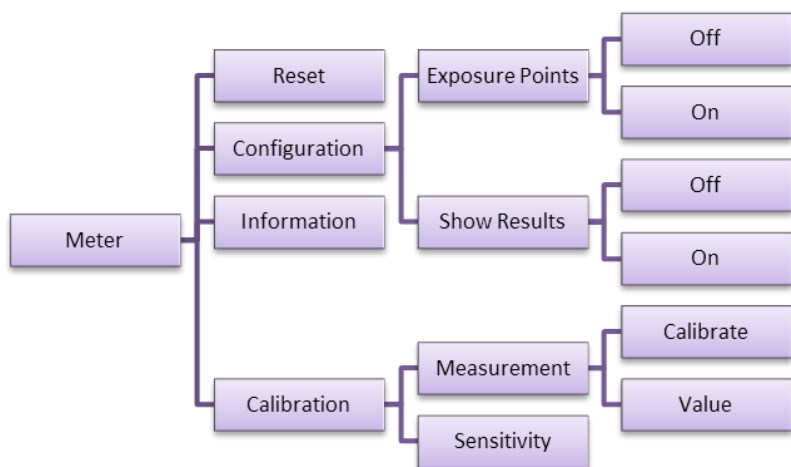 Meter
Reset
Configuration
Exposure Points
Off
On
Show Results
Off
On
Information
Calibration
Measurement
Calibrate
Value
Sensitivity